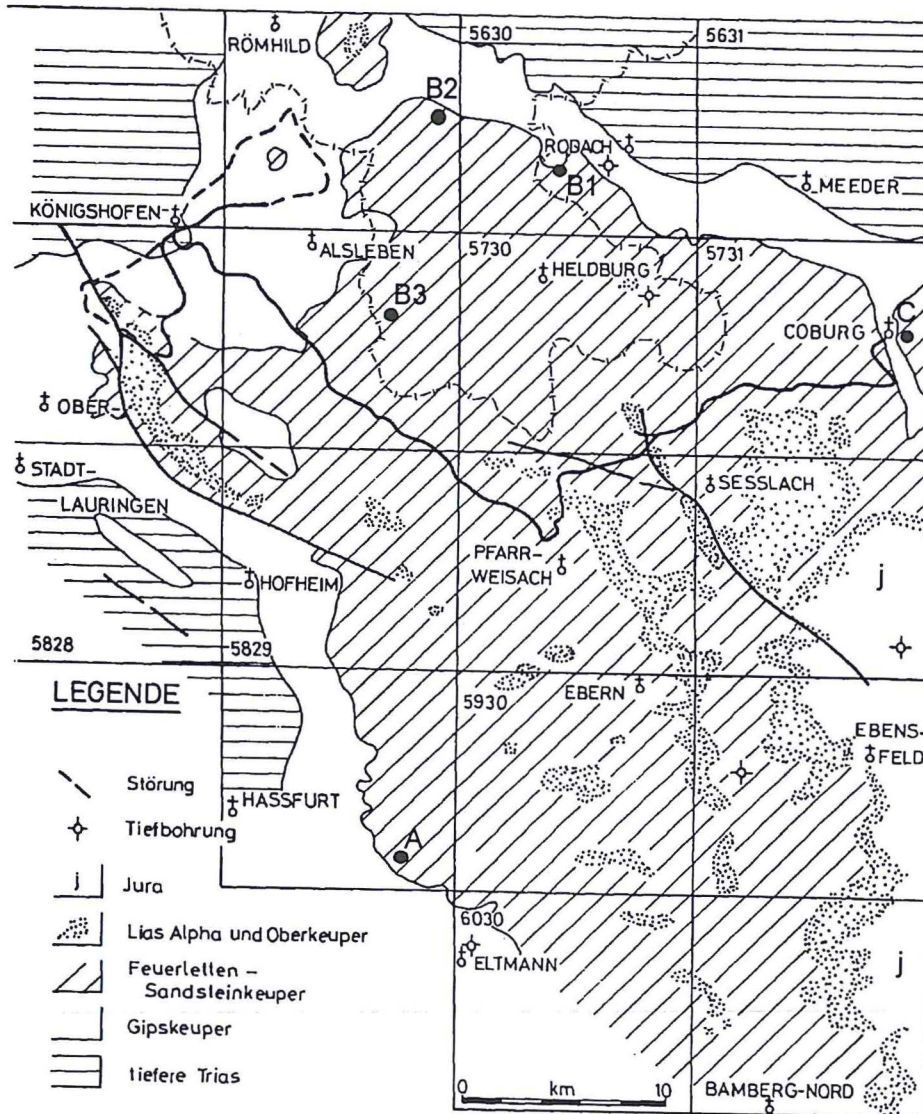 RÖMHILD
5630
5631
B2
RODACH
B1
MEEDER
KÖNIGSHOFEN
ALSLEBEN
5730
5731
HELDBURG
B3
COBURG
C
OBER-
STADT-
LAURINGEN
SESSLACH
PFARR-
WEISACH
HOFHEIM
j
5828
5829
LEGENDE
EBERN
5930
EBENS-
FELD
Störung
HASSFURT
Tiefbohrung
A
j Jura
Lias Alpha und Oberkeuper
6030
ELTMANN
j
Feuerletten –
Sandsteinkeuper
Gipskeuper
tiefere Trias
0 km 10
BAMBERG-NORD